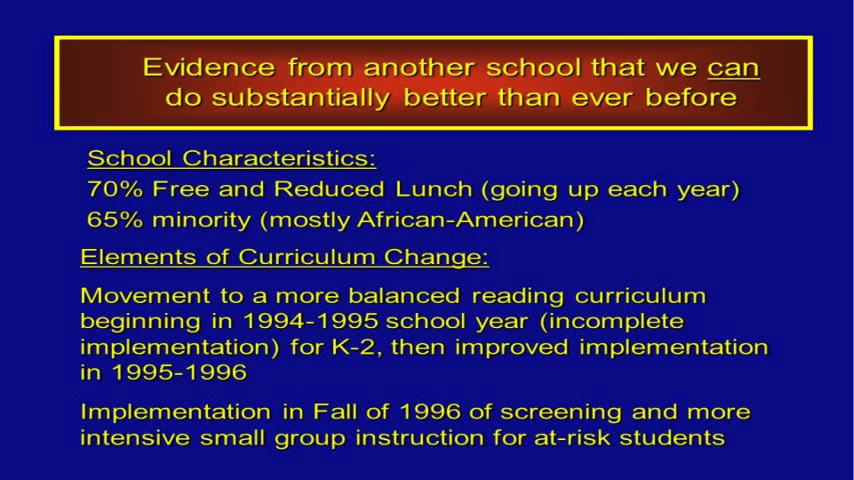 Evidence from another school that we can
do substantially better than ever before
School Characteristics:
70% Free and Reduced Lunch (going up each year)
65% minority (mostly African-American)
Elements of Curriculum Change:
Movement to a more balanced reading curriculum
beginning in 1994-1995 school year (incomplete
implementation) for K-2, then improved implementation
in 1995-1996
Implementation in Fall of 1996 of screening and more
intensive small group instruction for at-risk students